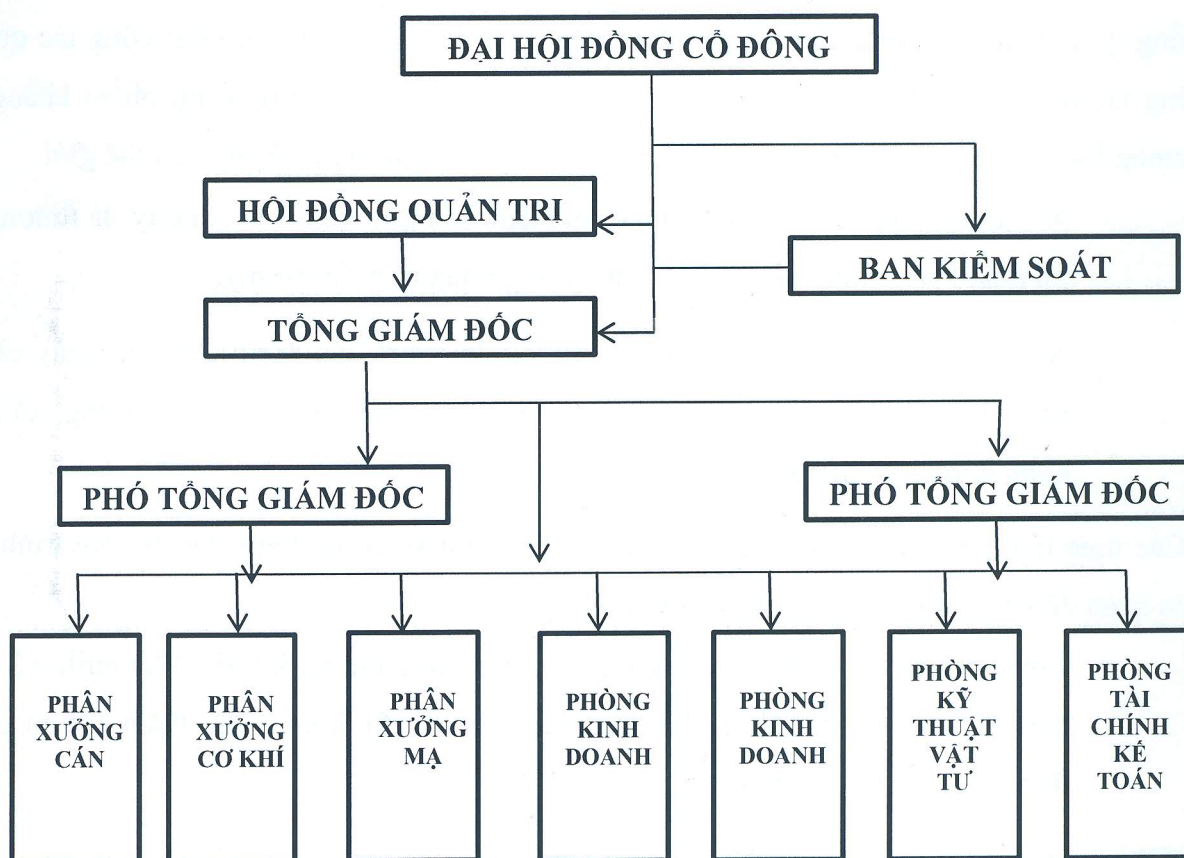 ĐẠI HỘI ĐỒNG CỔ ĐÔNG
HỘI ĐỒNG QUẢN TRỊ
BAN KIỂM SOÁT
TỔNG GIÁM ĐỐC
PHÓ TỔNG GIÁM ĐỐC
PHÓ TỔNG GIÁM ĐỐC
PHÂN
XƯỞNG
CÁN
PHÂN
XƯỞNG
CƠ KHÍ
PHÂN
XƯỞNG
MẠ
PHÒNG
KINH
DOANH
PHÒNG
KINH
DOANH
PHÒNG
KỸ
THUẬT
VẬT
TƯ
PHÒNG
TÀI
CHÍNH
KẾ
TOÁN